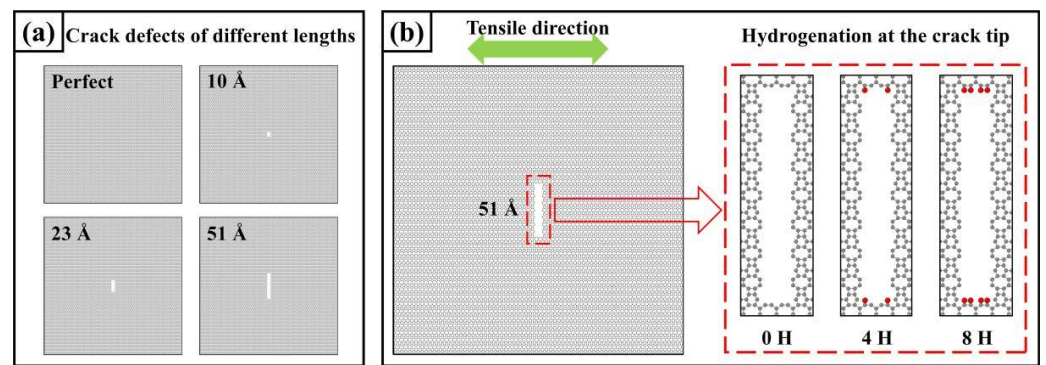 (a) Crack defects of different lengths
Perfect
10 Å
23 Å
51 Å
(b)
Tensile direction
51 Å
Hydrogenation at the crack tip
0 H
4 H
8 H